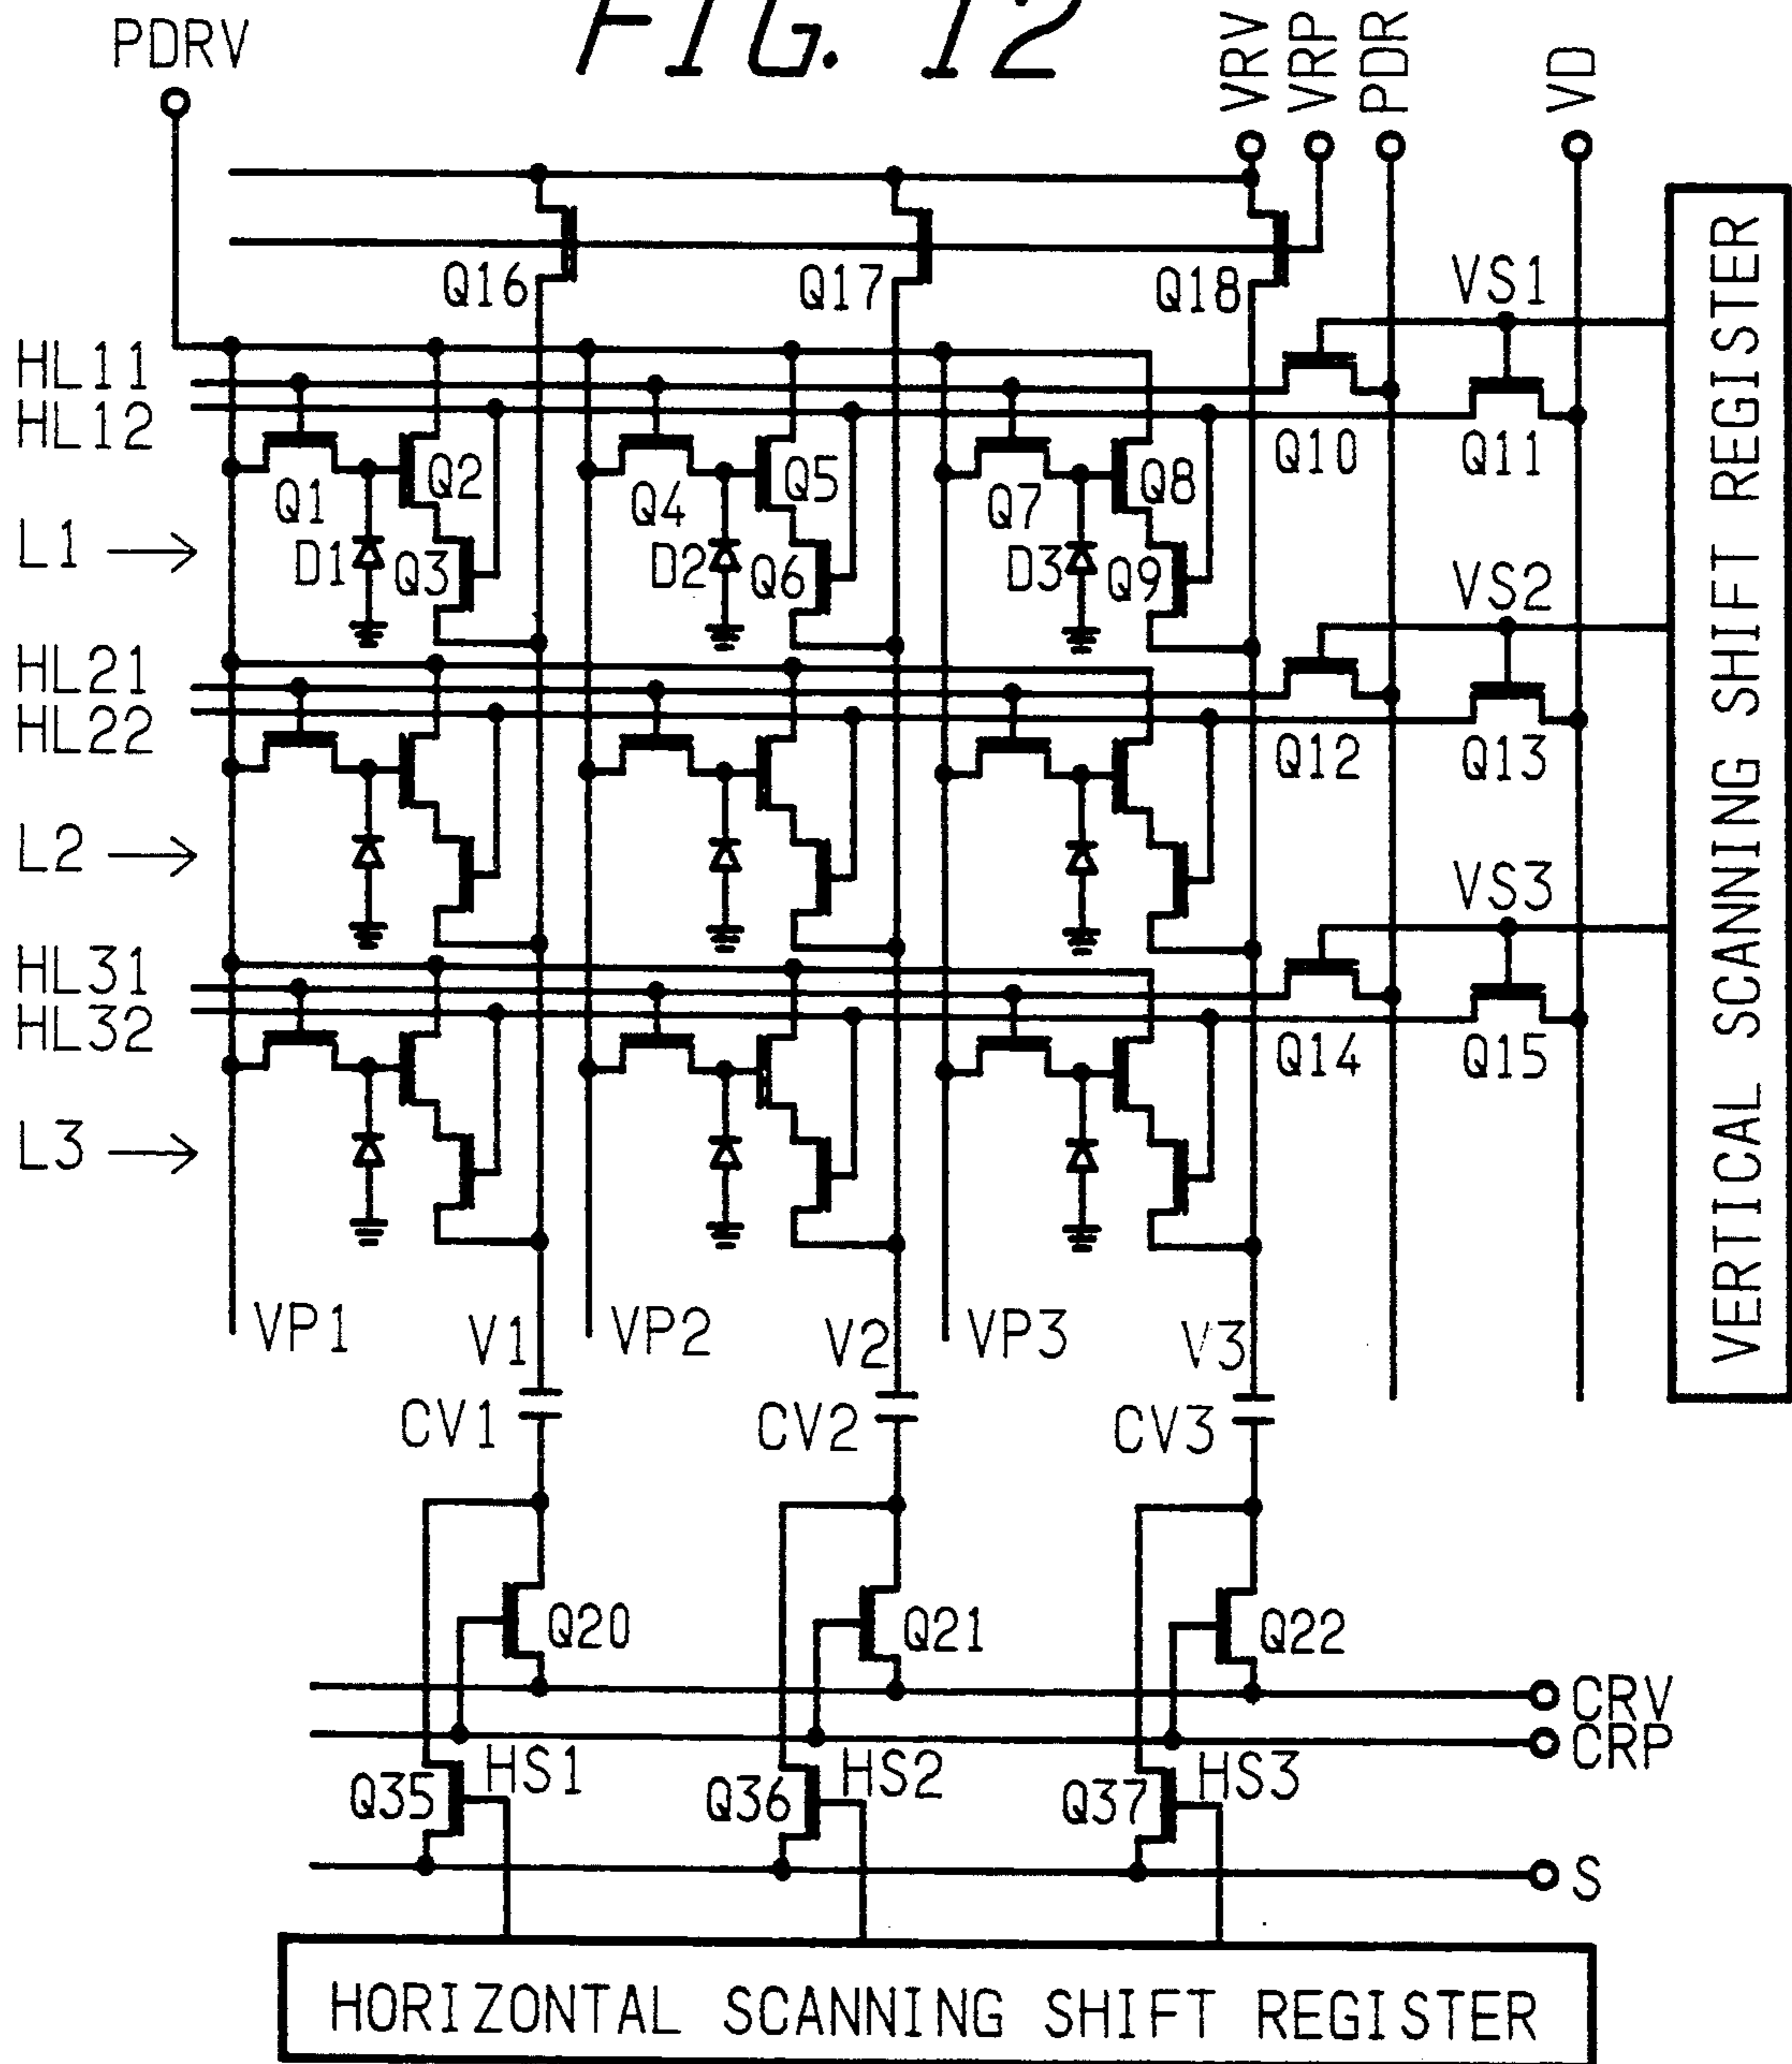 FIG. 12
PDRV
VRV
VRP
PDR
VD
Q16
Q17
Q18
VS1
HL11
HL12
Q1
Q2
Q4
Q5
Q7
Q8
Q10
Q11
L1
D1
Q3
D2
Q6
D3
Q9
VS2
HL21
HL22
Q12
Q13
L2
VS3
HL31
HL32
Q14
Q15
L3
VP1
V1
VP2
V2
VP3
V3
CV1
CV2
CV3
Q20
Q21
Q22
CRV
CRP
HS1
HS2
HS3
Q35
Q36
Q37
S
VERTICAL SCANNING SHIFT REGISTER
HORIZONTAL SCANNING SHIFT REGISTER